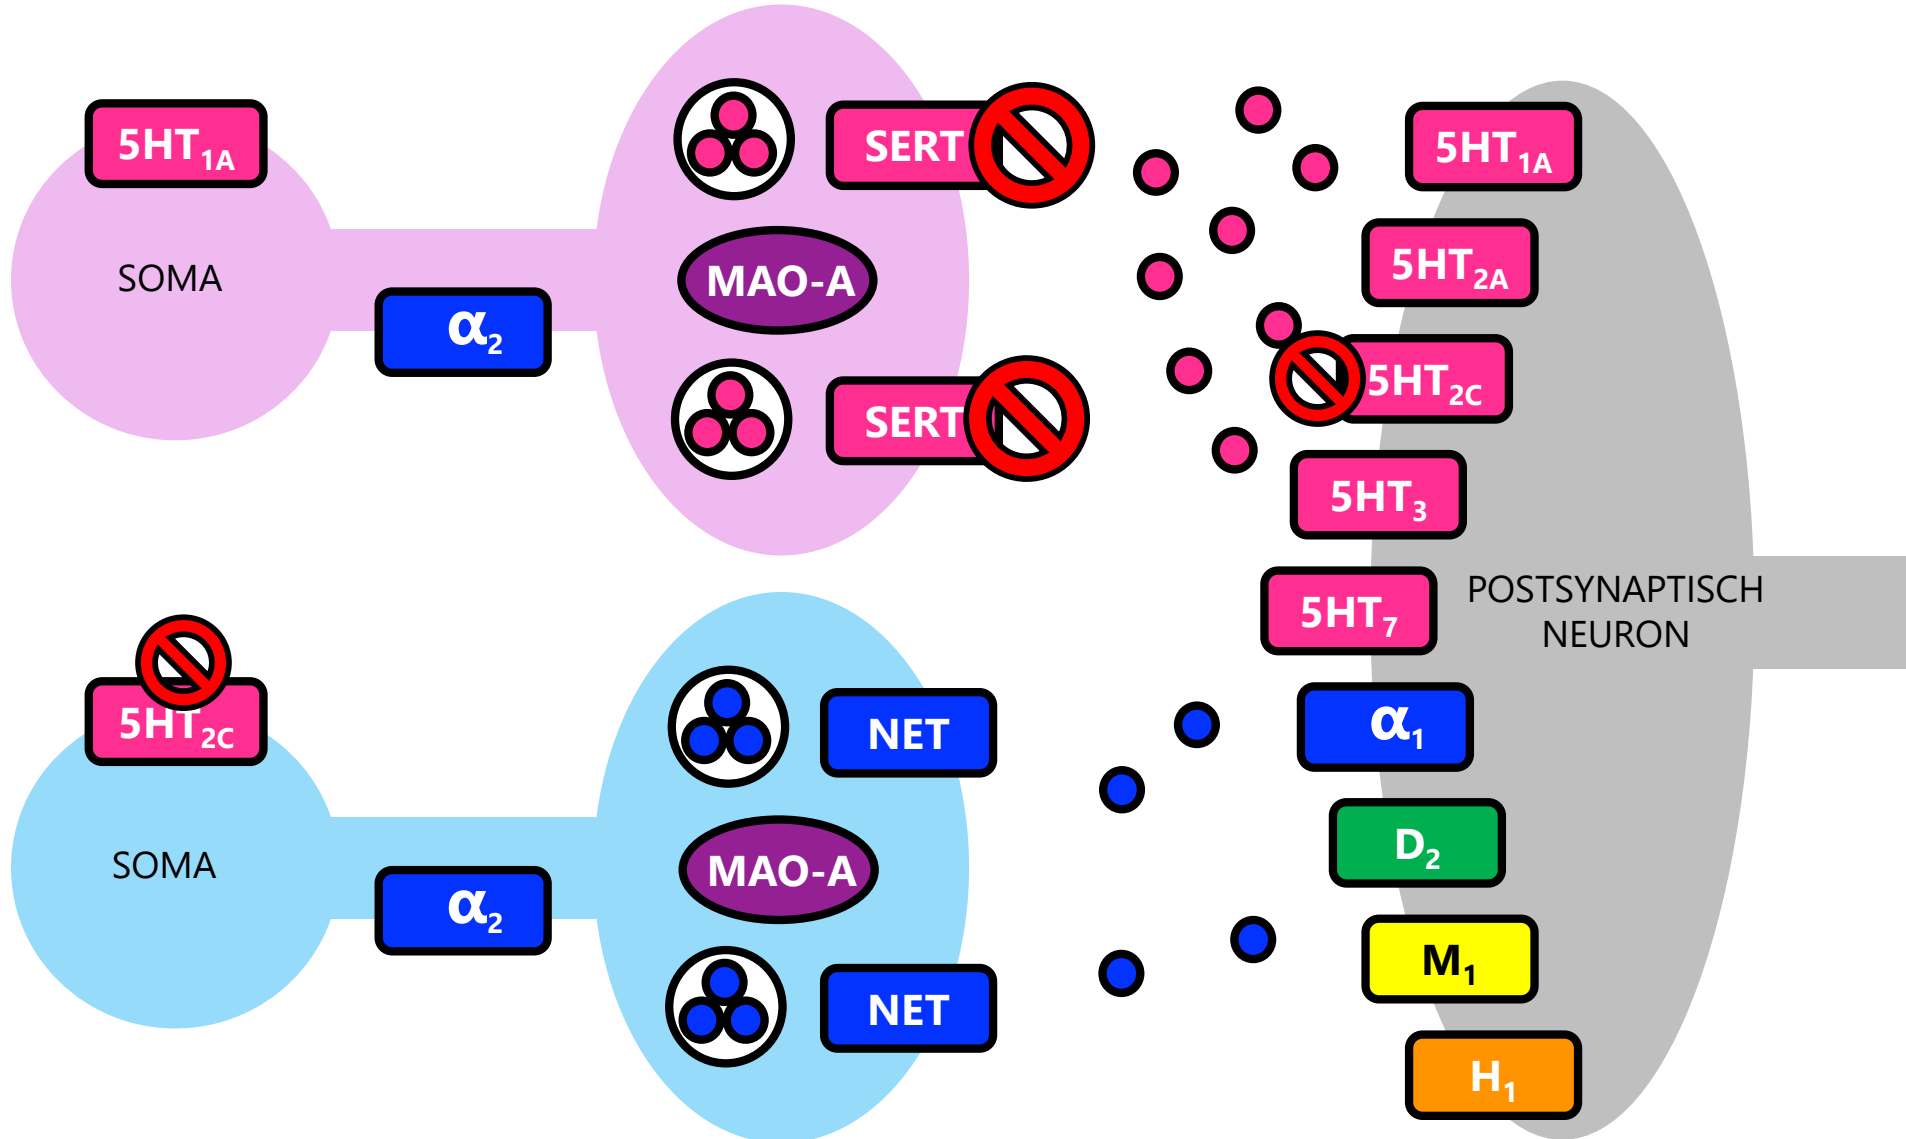 5HT1A
SOMA
α2
SERT
MAO-A
SERT
5HT2C
SOMA
α2
NET
MAO-A
NET
5HT1A
5HT2A
5HT2C
5HT3
5HT7
POSTSYNAPTISCH
NEURON
α1
D2
M1
H1